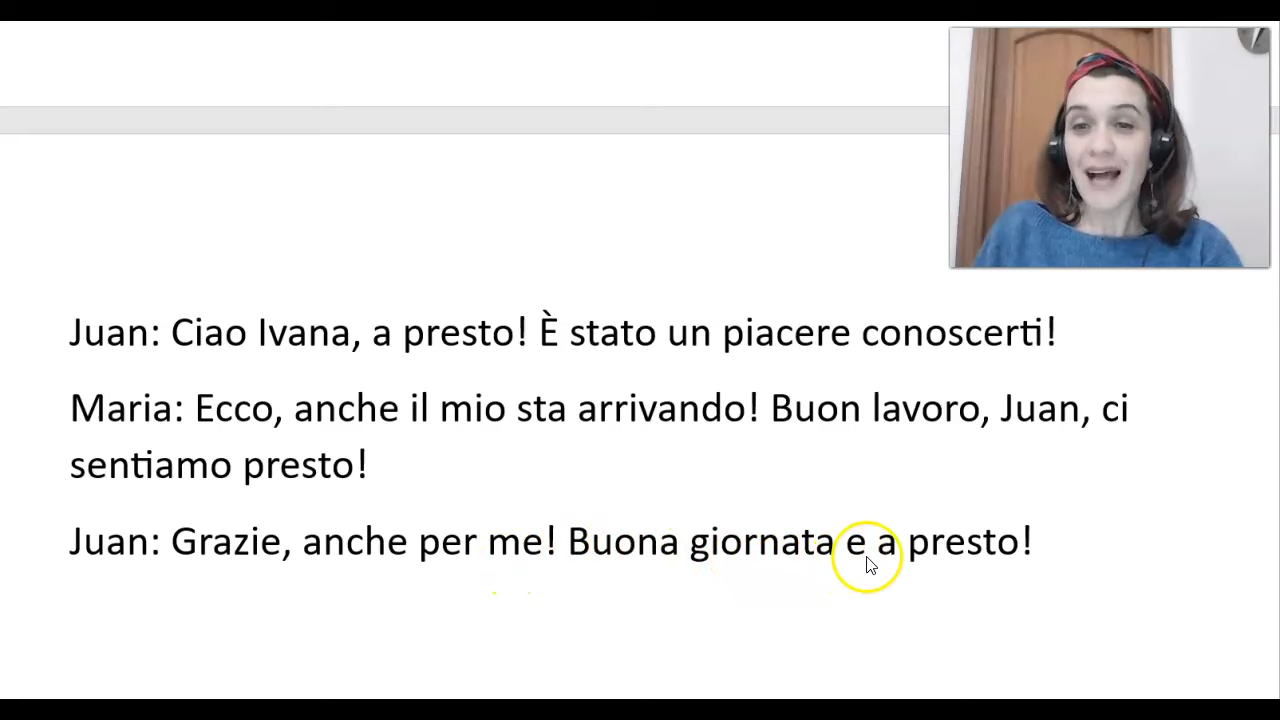 Juan: Ciao Ivana, a presto! È stato un piacere conoscerti!
Maria: Ecco, anche il mio sta arrivando! Buon lavoro, Juan, ci
sentiamo presto!
Juan: Grazie, anche per me! Buona giornata e a presto!